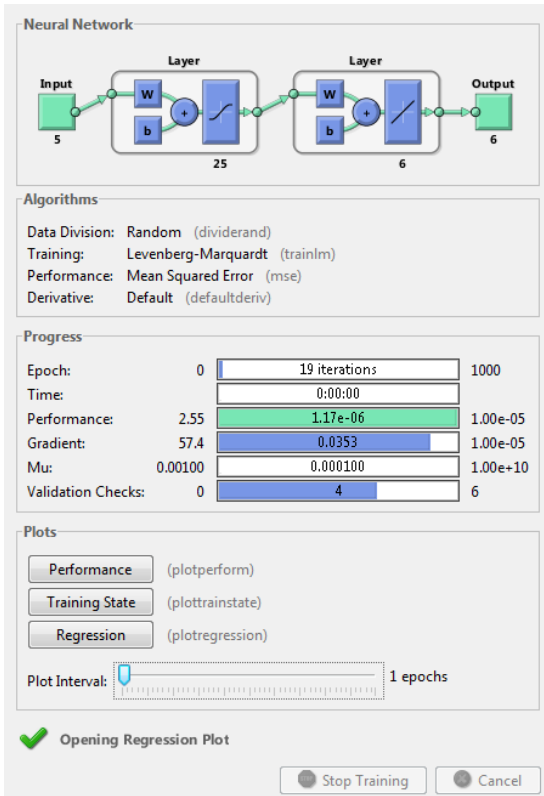 Neural Network
Layer Layer
Input Output
W W
+ +
b b
5 6
25 6
Algorithms
Data Division: Random (dividerand)
Training: Levenberg-Marquardt (trainlm)
Performance: Mean Squared Error (mse)
Derivative: Default (defaultderiv)
Progress
Epoch: 0 19 iterations 1000
Time: 0:00:00
Performance: 2.55 1.17e-06 1.00e-05
Gradient: 57.4 0.0353 1.00e-05
Mu: 0.00100 0.000100 1.00e+10
Validation Checks: 0 4 6
Plots
Performance (plotperform)
Training State (plottrainstate)
Regression (plotregression)
Plot Interval: 1 epochs
Opening Regression Plot
Stop Training Cancel